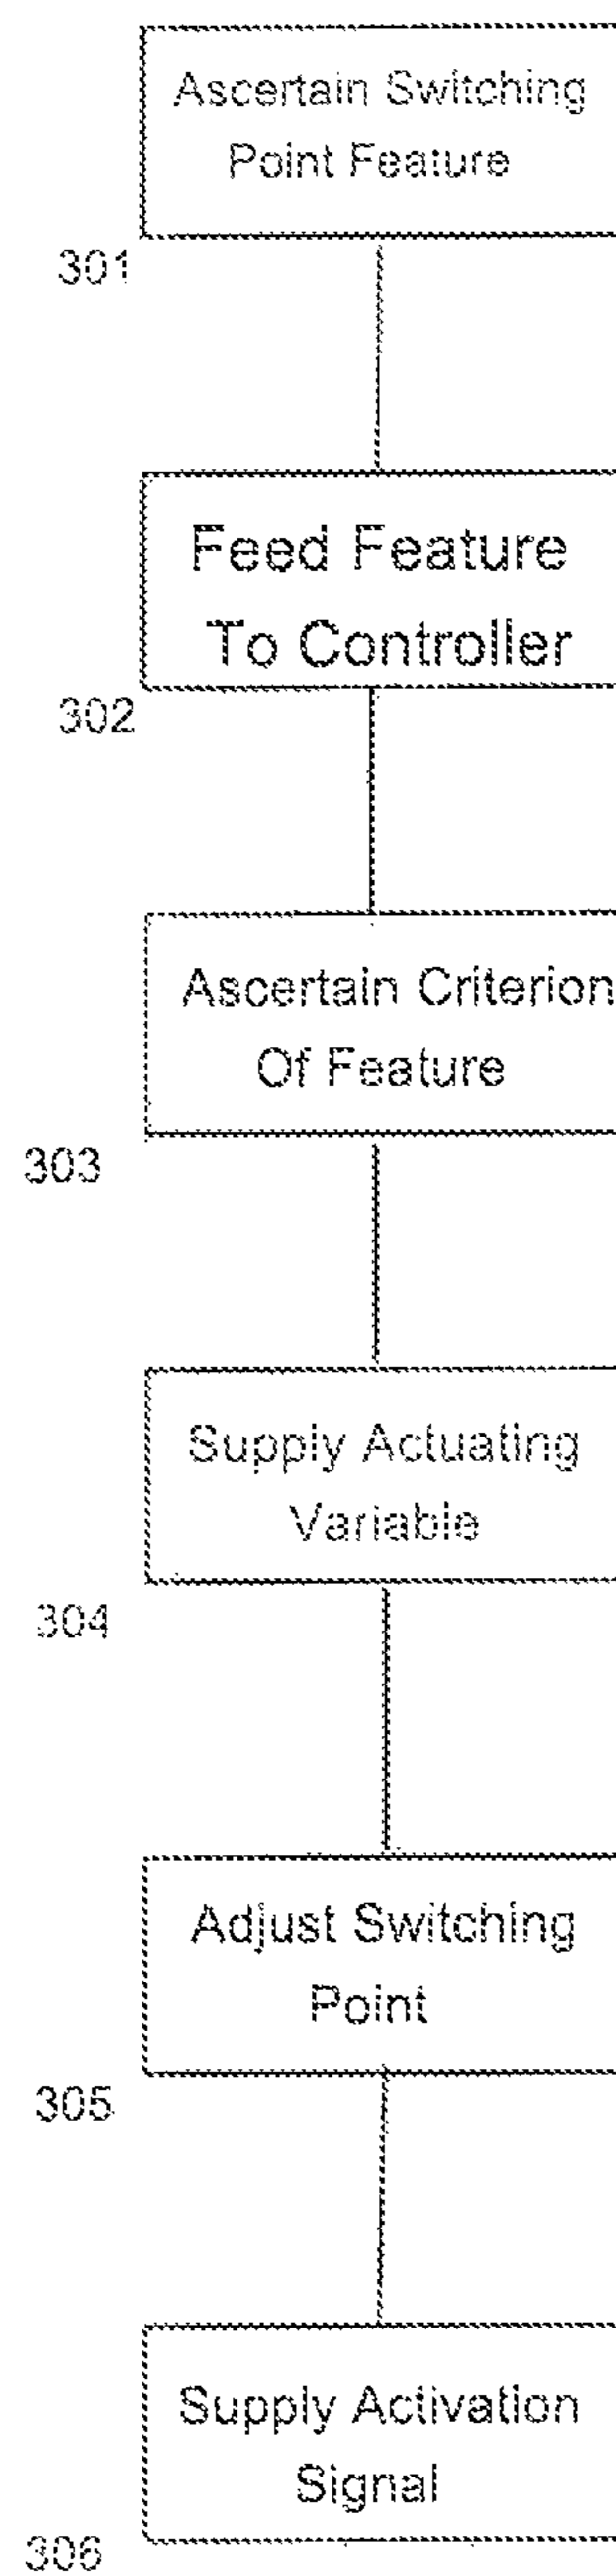 Ascertain Switching
Point Feature
301
Feed Feature
To Controller
302
Ascertain Criterion
Of Feature
303
Supply Actuating
Variable
304
Adjust Switching
Point
305
Supply Activation
Signal
306